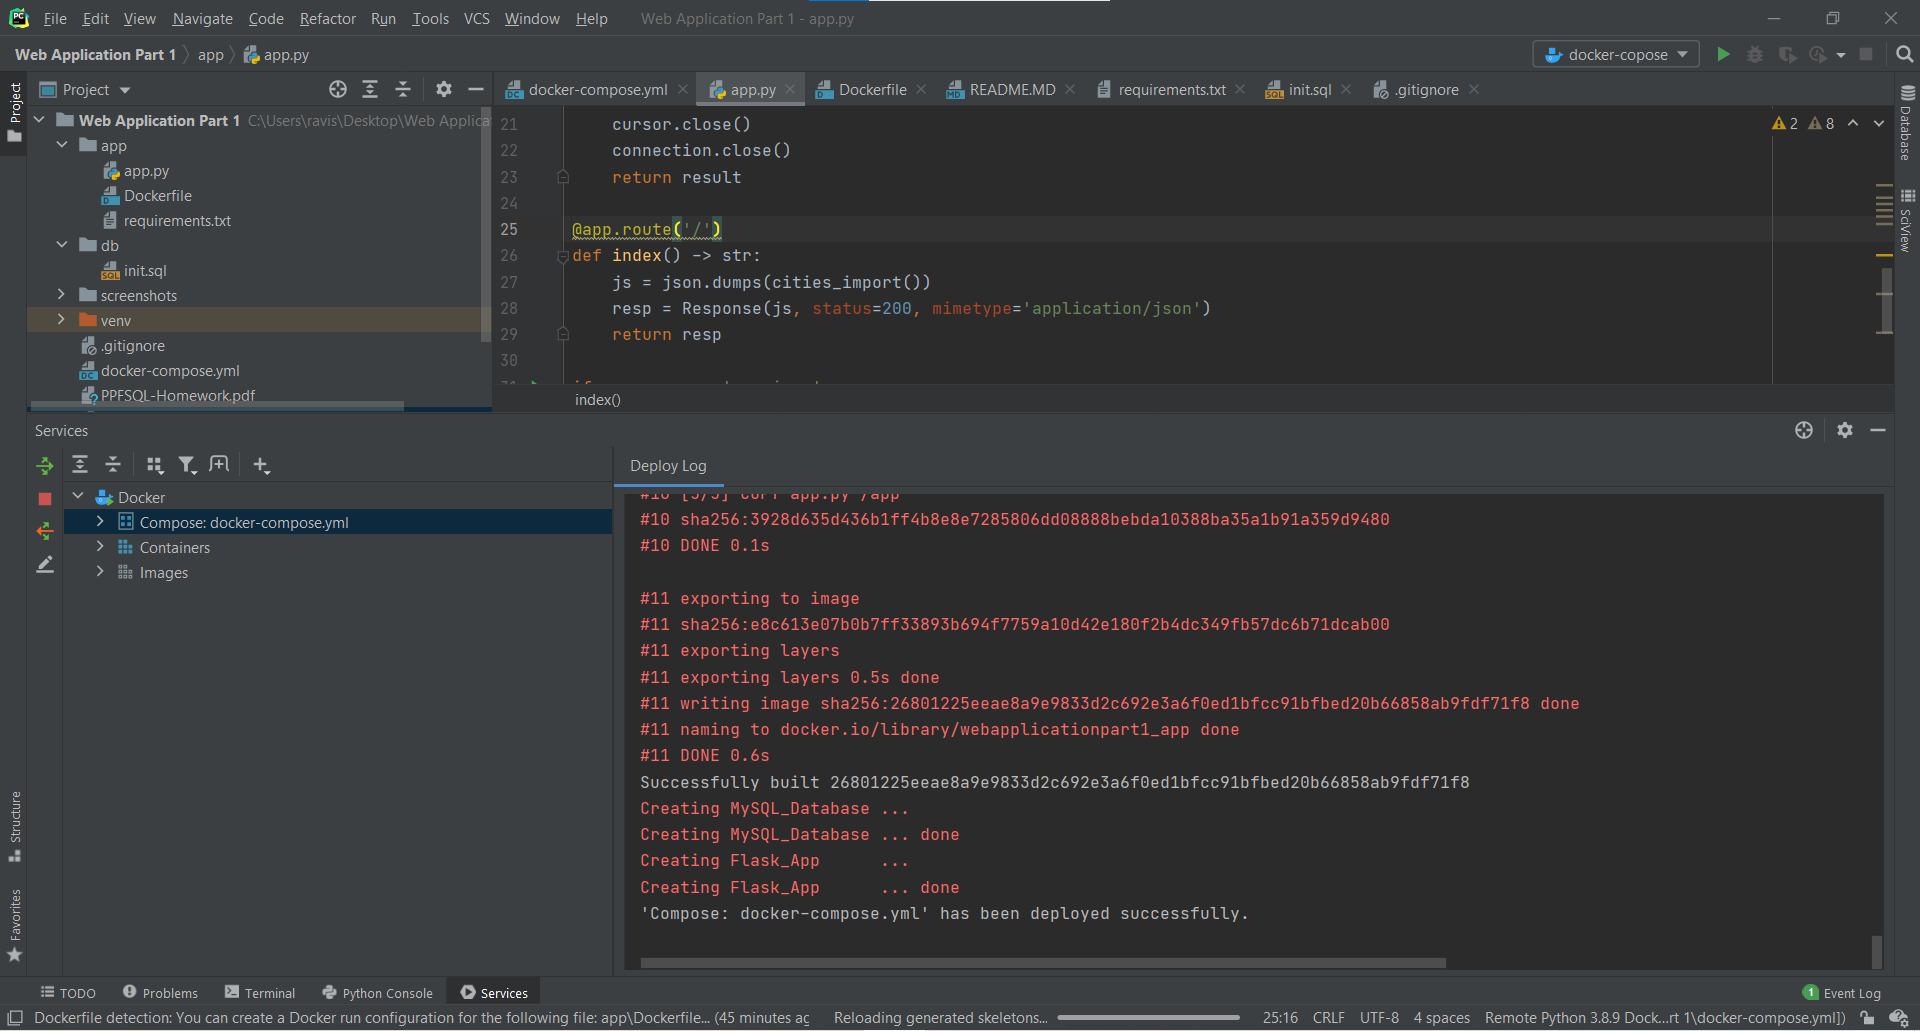 File Edit View Navigate Code Refactor Run Tools VCS Window Help Web Application Part 1 - app.py
Web Application Part 1 app app.py docker-copose
Project
Project
docker-compose.yml app.py Dockerfile README.MD requirements.txt init.sql .gitignore
Web Application Part 1 C:\Users\ravis\Desktop\Web Applica
app
app.py
Dockerfile
requirements.txt
db
init.sql
screenshots
venv
.gitignore
docker-compose.yml
PPFSQL-Homework.pdf
21 cursor.close()
22 connection.close()
23 return result
24
25 @app.route('/')
26 def index() -> str:
27 js = json.dumps(cities_import())
28 resp = Response(js, status=200, mimetype='application/json')
29 return resp
30
2 8
index()
Database
SciView
Services
Docker
Compose: docker-compose.yml
Containers
Images
Deploy Log
#10 [5/5] COPY app.py /app
#10 sha256:3928d635d436b1ff4b8e8e7285806dd08888bebda10388ba35a1b91a359d9480
#10 DONE 0.1s
#11 exporting to image
#11 sha256:e8c613e07b0b7ff33893b694f7759a10d42e180f2b4dc349fb57dc6b71dcab00
#11 exporting layers
#11 exporting layers 0.5s done
#11 writing image sha256:26801225eeae8a9e9833d2c692e3a6f0ed1bfcc91bfbed20b66858ab9fdf71f8 done
#11 naming to docker.io/library/webapplicationpart1_app done
#11 DONE 0.6s
Successfully built 26801225eeae8a9e9833d2c692e3a6f0ed1bfcc91bfbed20b66858ab9fdf71f8
Creating MySQL_Database ...
Creating MySQL_Database ... done
Creating Flask_App ...
Creating Flask_App ... done
'Compose: docker-compose.yml' has been deployed successfully.
Structure
Favorites
TODO Problems Terminal Python Console Services 1 Event Log
Dockerfile detection: You can create a Docker run configuration for the following file: app\Dockerfile... (45 minutes ag Reloading generated skeletons... 25:16 CRLF UTF-8 4 spaces Remote Python 3.8.9 Dock...rt 1\docker-compose.yml])